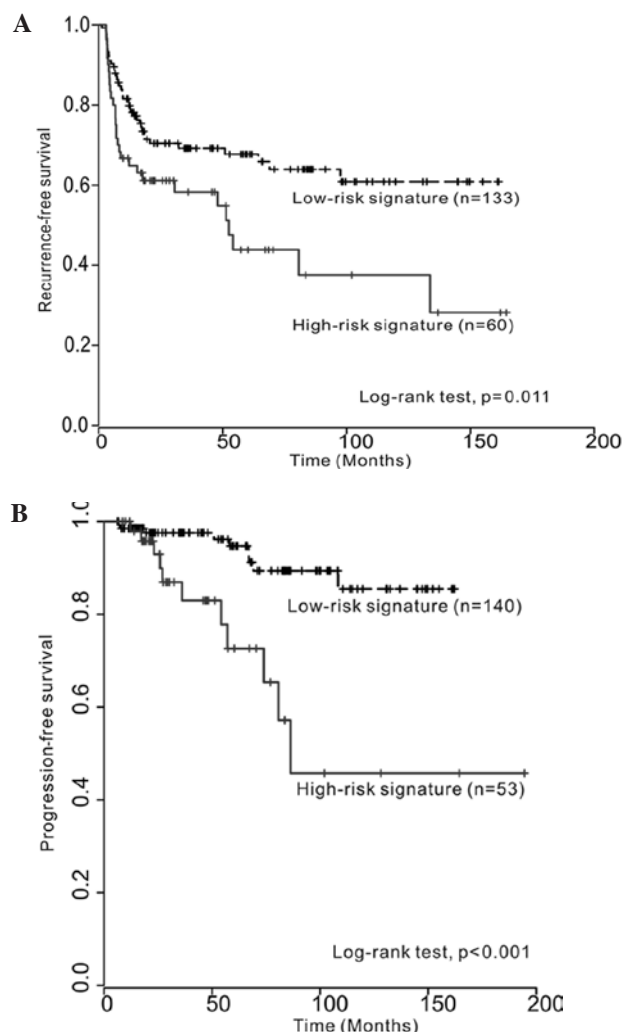 A
1.0
0.8
0.6
0.4
0.2
0.0
Recurrence-free survival
Low-risk signature (n=133)
High-risk signature (n=60)
Log-rank test, p=0.011
0 50 100 150 200
Time (Months)
B
1.0
0.8
0.6
0.4
0.2
0.0
Progression-free survival
Low-risk signature (n=140)
High-risk signature (n=53)
Log-rank test, p<0.001
0 50 100 150 200
Time (Months)